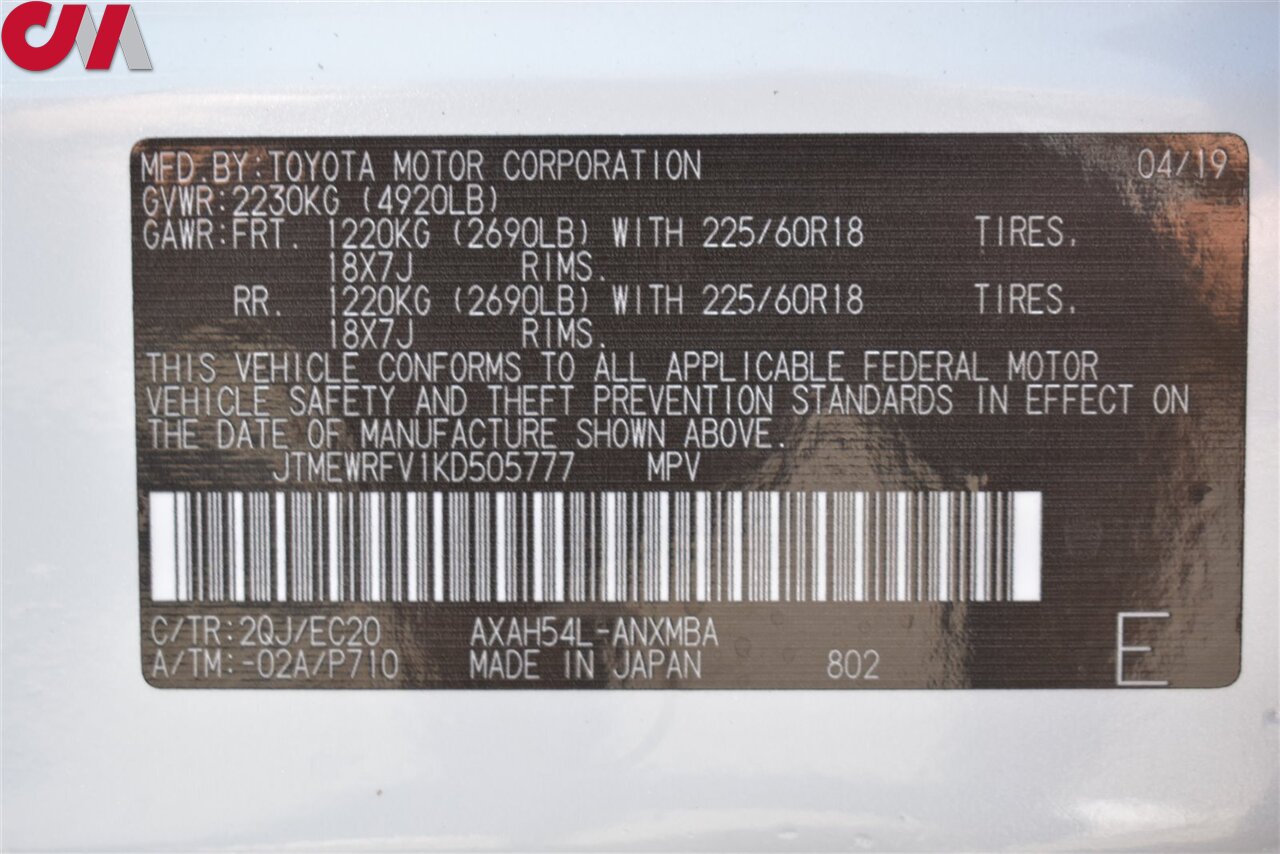 CM
MFD.BY:TOYOTA MOTOR CORPORATION 04/19
GVWR:2230KG (4920LB)
GAWR:FRT. 1220KG (2690LB) WITH 225/60R18 TIRES.
18X7J RIMS.
RR. 1220KG (2690LB) WITH 225/60R18 TIRES.
18X7J RIMS.
THIS VEHICLE CONFORMS TO ALL APPLICABLE FEDERAL MOTOR
VEHICLE SAFETY AND THEFT PREVENTION STANDARDS IN EFFECT ON
THE DATE OF MANUFACTURE SHOWN ABOVE.
JTMEWRFV1KD505777 MPV
C/TR:2QJ/EC20 AXAH54L-ANXMBA
A/TM:-02A/P710 MADE IN JAPAN 802 E